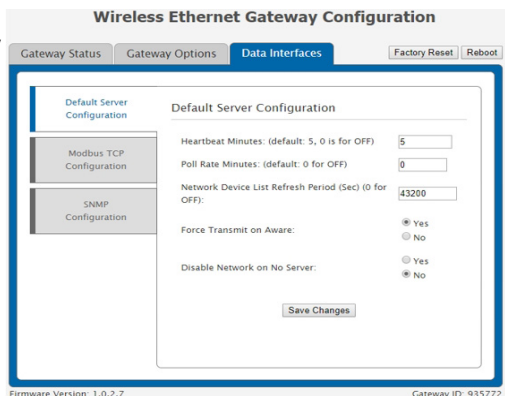 Wireless Ethernet Gateway Configuration
Gateway Status
Gateway Options
Data Interfaces
Factory Reset
Reboot
Default Server
Configuration
Modbus TCP
Configuration
SNMP
Configuration
Default Server Configuration
Heartbeat Minutes: (default: 5, 0 is for OFF)
5
Poll Rate Minutes: (default: 0 for OFF)
0
Network Device List Refresh Period (Sec) (0 for
OFF):
43200
Force Transmit on Aware:
Yes
No
Disable Network on No Server:
Yes
No
Save Changes
Firmware Version: 1.0.2.7
Gateway ID: 935772